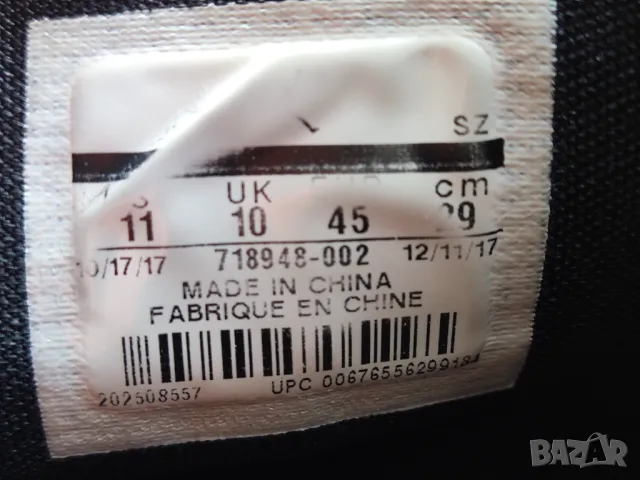 SZ
UK cm
11 10 45 29
10/17/17 718948-002 12/11/17
MADE IN CHINA
FABRIQUE EN CHINE
202508557 UPC 00676556299184
BAZAR